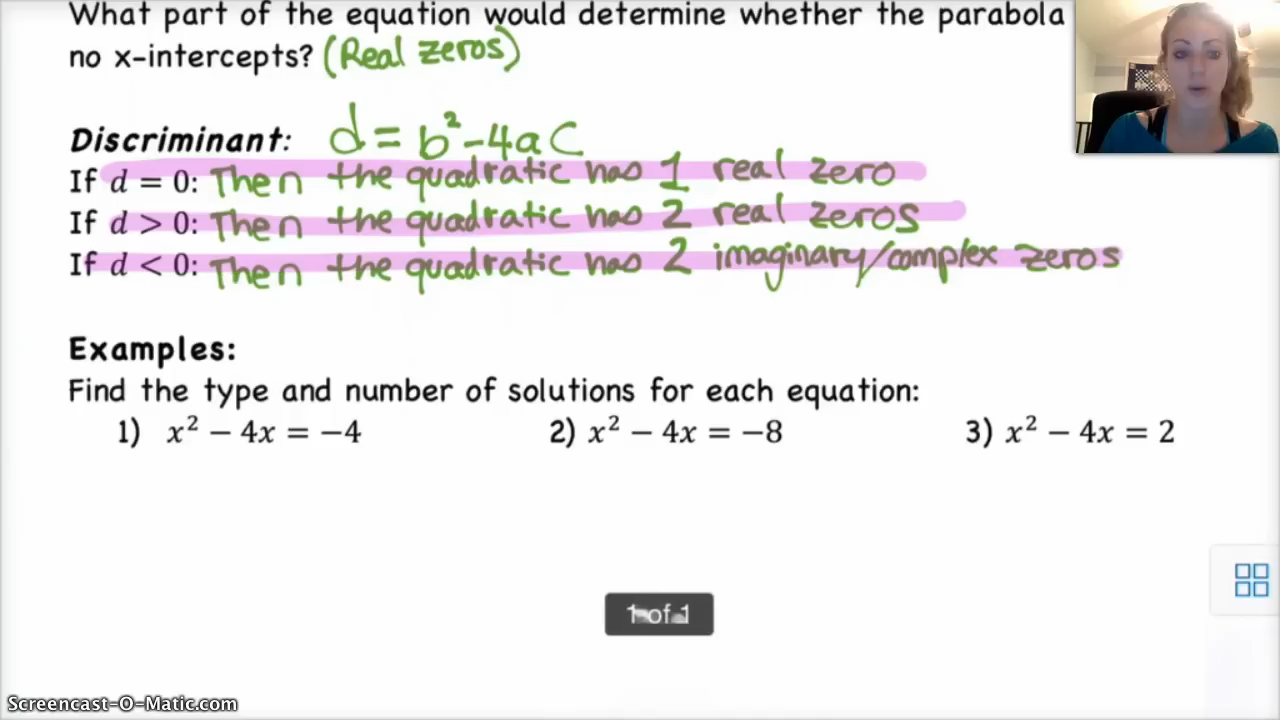 What part of the equation would determine whether the parabola
no x-intercepts? (Real zeros)
Discriminant: d = b² - 4ac
If d = 0: Then the quadratic has 1 real zero
If d > 0: Then the quadratic has 2 real zeros
If d < 0: Then the quadratic has 2 imaginary/complex zeros
Examples:
Find the type and number of solutions for each equation:
1) x² − 4x = −4 2) x² − 4x = −8 3) x² − 4x = 2
1 of 1
Screencast-O-Matic.com